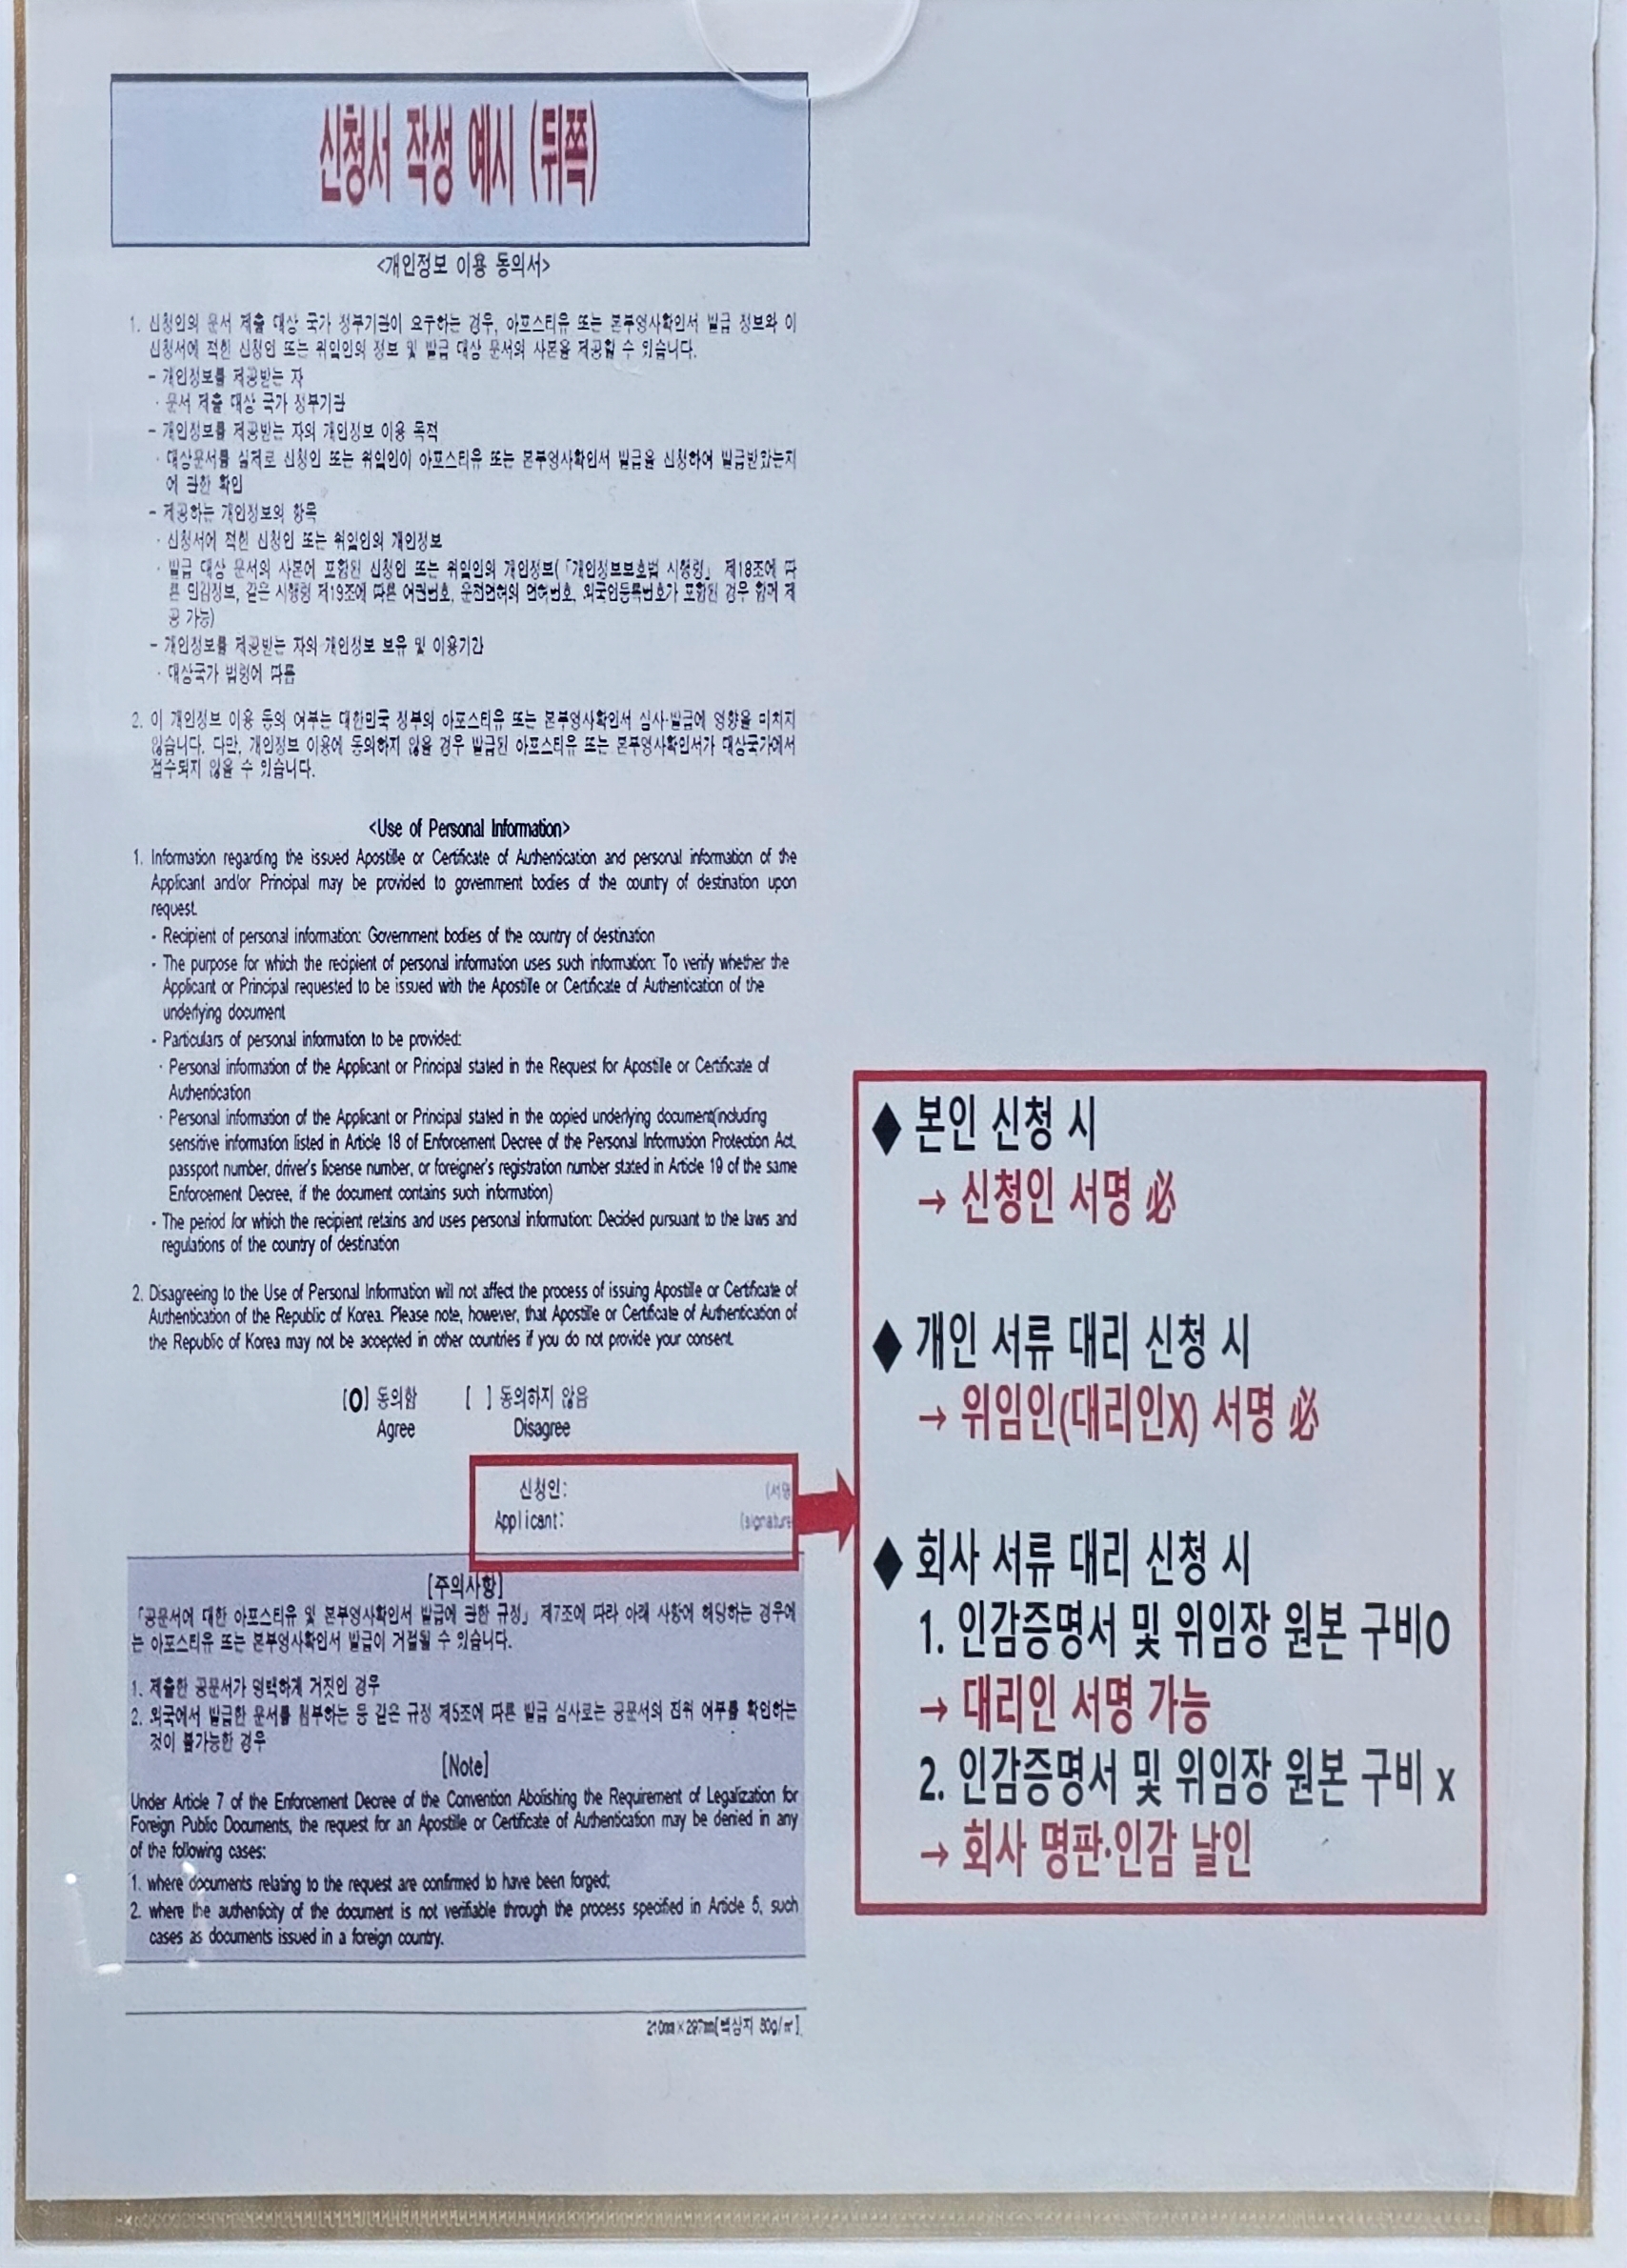 신청서 작성 예시 (뒤쪽)
<개인정보 이용 동의서>
1. 신청인의 문서 제출 대상 국가 정부기관이 요구하는 경우, 아포스티유 또는 본부영사확인서 발급 정보와 이
신청서에 적힌 신청인 또는 위임인의 정보 및 발급 대상 문서의 사본을 제공할 수 있습니다.
- 개인정보를 제공받는 자
· 문서 제출 대상 국가 정부기관
- 개인정보를 제공받는 자의 개인정보 이용 목적
· 대상문서를 실제로 신청인 또는 위임인이 아포스티유 또는 본부영사확인서 발급을 신청하여 발급받았는지
에 관한 확인
- 제공하는 개인정보의 항목
· 신청서에 적힌 신청인 또는 위임인의 개인정보
· 발급 대상 문서의 사본에 포함된 신청인 또는 위임인의 개인정보(「개인정보보호법 시행령」 제18조에 따
른 민감정보, 같은 시행령 제19조에 따른 여권번호, 운전면허의 면허번호, 외국인등록번호가 포함된 경우 함께 제
공 가능)
- 개인정보를 제공받는 자의 개인정보 보유 및 이용기간
· 대상국가 법령에 따름
2. 이 개인정보 이용 동의 여부는 대한민국 정부의 아포스티유 또는 본부영사확인서 심사·발급에 영향을 미치지
않습니다. 다만, 개인정보 이용에 동의하지 않을 경우 발급된 아포스티유 또는 본부영사확인서가 대상국가에서
접수되지 않을 수 있습니다.
<Use of Personal Information>
1. Information regarding the issued Apostille or Certificate of Authentication and personal information of the
Applicant and/or Principal may be provided to government bodies of the country of destination upon
request.
- Recipient of personal information: Government bodies of the country of destination
- The purpose for which the recipient of personal information uses such information: To verify whether the
Applicant or Principal requested to be issued with the Apostille or Certificate of Authentication of the
underlying document
- Particulars of personal information to be provided:
· Personal information of the Applicant or Principal stated in the Request for Apostille or Certificate of
Authentication
· Personal information of the Applicant or Principal stated in the copied underlying document(including
sensitive information listed in Article 18 of Enforcement Decree of the Personal Information Protection Act,
passport number, driver's license number, or foreigner's registration number stated in Article 19 of the same
Enforcement Decree, if the document contains such information)
- The period for which the recipient retains and uses personal information: Decided pursuant to the laws and
regulations of the country of destination
2. Disagreeing to the Use of Personal Information will not affect the process of issuing Apostille or Certificate of
Authentication of the Republic of Korea. Please note, however, that Apostille or Certificate of Authentication of
the Republic of Korea may not be accepted in other countries if you do not provide your consent.
[O] 동의함 [ ] 동의하지 않음
Agree Disagree
신청인: (서명
Applicant: (signature
[주의사항]
「공문서에 대한 아포스티유 및 본부영사확인서 발급에 관한 규정」 제7조에 따라 아래 사항에 해당하는 경우에
는 아포스티유 또는 본부영사확인서 발급이 거절될 수 있습니다.
1. 제출한 공문서가 명백하게 거짓인 경우
2. 외국에서 발급한 문서를 첨부하는 등 같은 규정 제5조에 따른 발급 심사로는 공문서의 진위 여부를 확인하는
것이 불가능한 경우
[Note]
Under Article 7 of the Enforcement Decree of the Convention Abolishing the Requirement of Legalization for
Foreign Public Documents, the request for an Apostille or Certificate of Authentication may be denied in any
of the following cases:
1. where documents relating to the request are confirmed to have been forged;
2. where the authenticity of the document is not verifiable through the process specified in Article 5, such
cases as documents issued in a foreign country.
210㎜×297㎜[백상지 80g/㎡]
◆ 본인 신청 시
→ 신청인 서명 必
◆ 개인 서류 대리 신청 시
→ 위임인(대리인X) 서명 必
◆ 회사 서류 대리 신청 시
1. 인감증명서 및 위임장 원본 구비O
→ 대리인 서명 가능
2. 인감증명서 및 위임장 원본 구비 x
→ 회사 명판·인감 날인